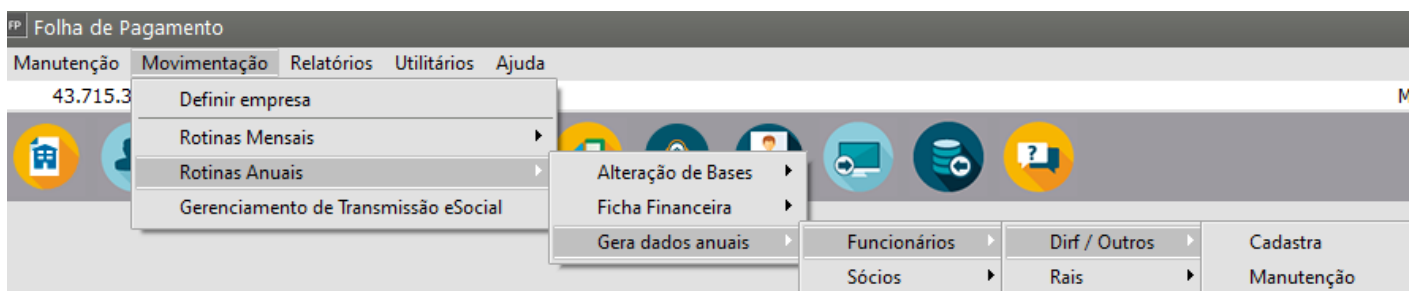 FP Folha de Pagamento
Manutenção Movimentação Relatórios Utilitários Ajuda
43.715.3
Definir empresa
M
Rotinas Mensais
Rotinas Anuais
Alteração de Bases
Gerenciamento de Transmissão eSocial
Ficha Financeira
Gera dados anuais
Funcionários
Dirf / Outros
Cadastra
Sócios
Rais
Manutenção